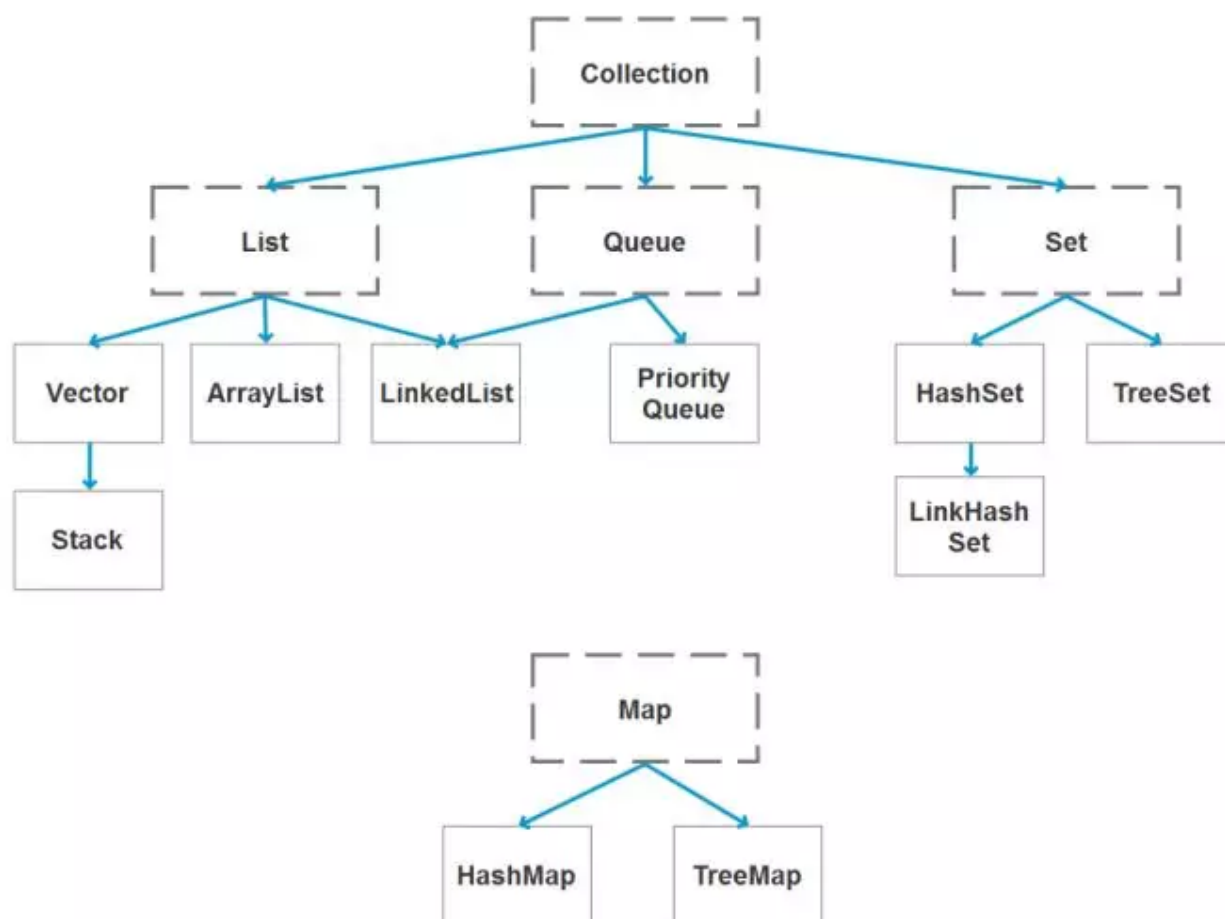 Collection
List
Queue
Set
Vector
ArrayList
LinkedList
Priority
Queue
HashSet
TreeSet
Stack
LinkHash
Set
Map
HashMap
TreeMap